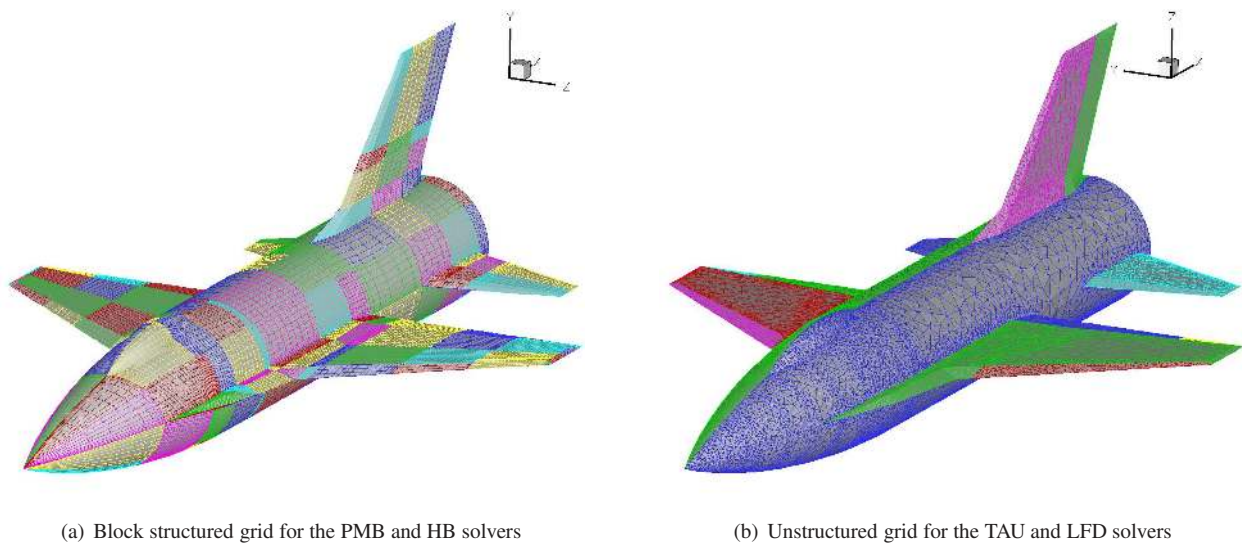 Y
Z
Z
Y
(a) Block structured grid for the PMB and HB solvers
(b) Unstructured grid for the TAU and LFD solvers